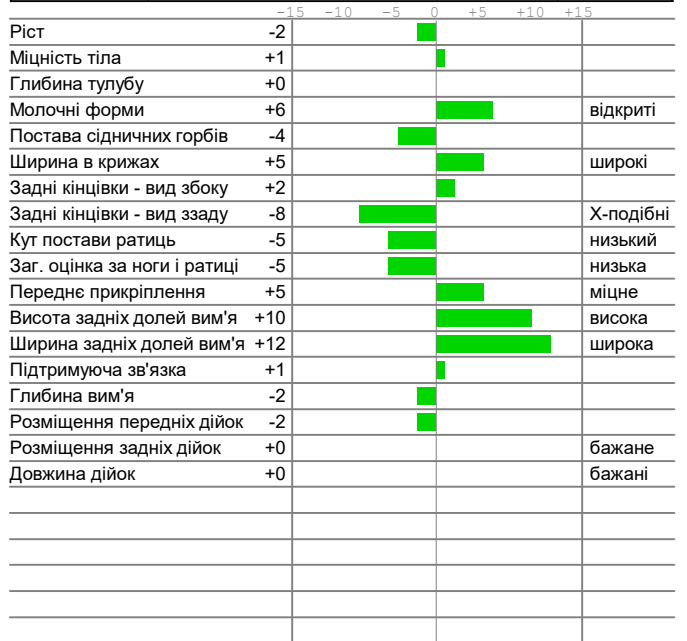 -15 -10 -5 0 +5 +10 +15
Ріст -2
Міцність тіла +1
Глибина тулубу +0
Молочні форми +6 відкриті
Постава сідничних горбів -4
Ширина в крижах +5 широкі
Задні кінцівки - вид збоку +2
Задні кінцівки - вид ззаду -8 Х-подібні
Кут постави ратиць -5 низький
Заг. оцінка за ноги і ратиці -5 низька
Переднє прикріплення +5 міцне
Висота задніх долей вим'я +10 висока
Ширина задніх долей вим'я +12 широка
Підтримуюча зв'язка +1
Глибина вим'я -2
Розміщення передніх дійок -2
Розміщення задніх дійок +0 бажане
Довжина дійок +0 бажані